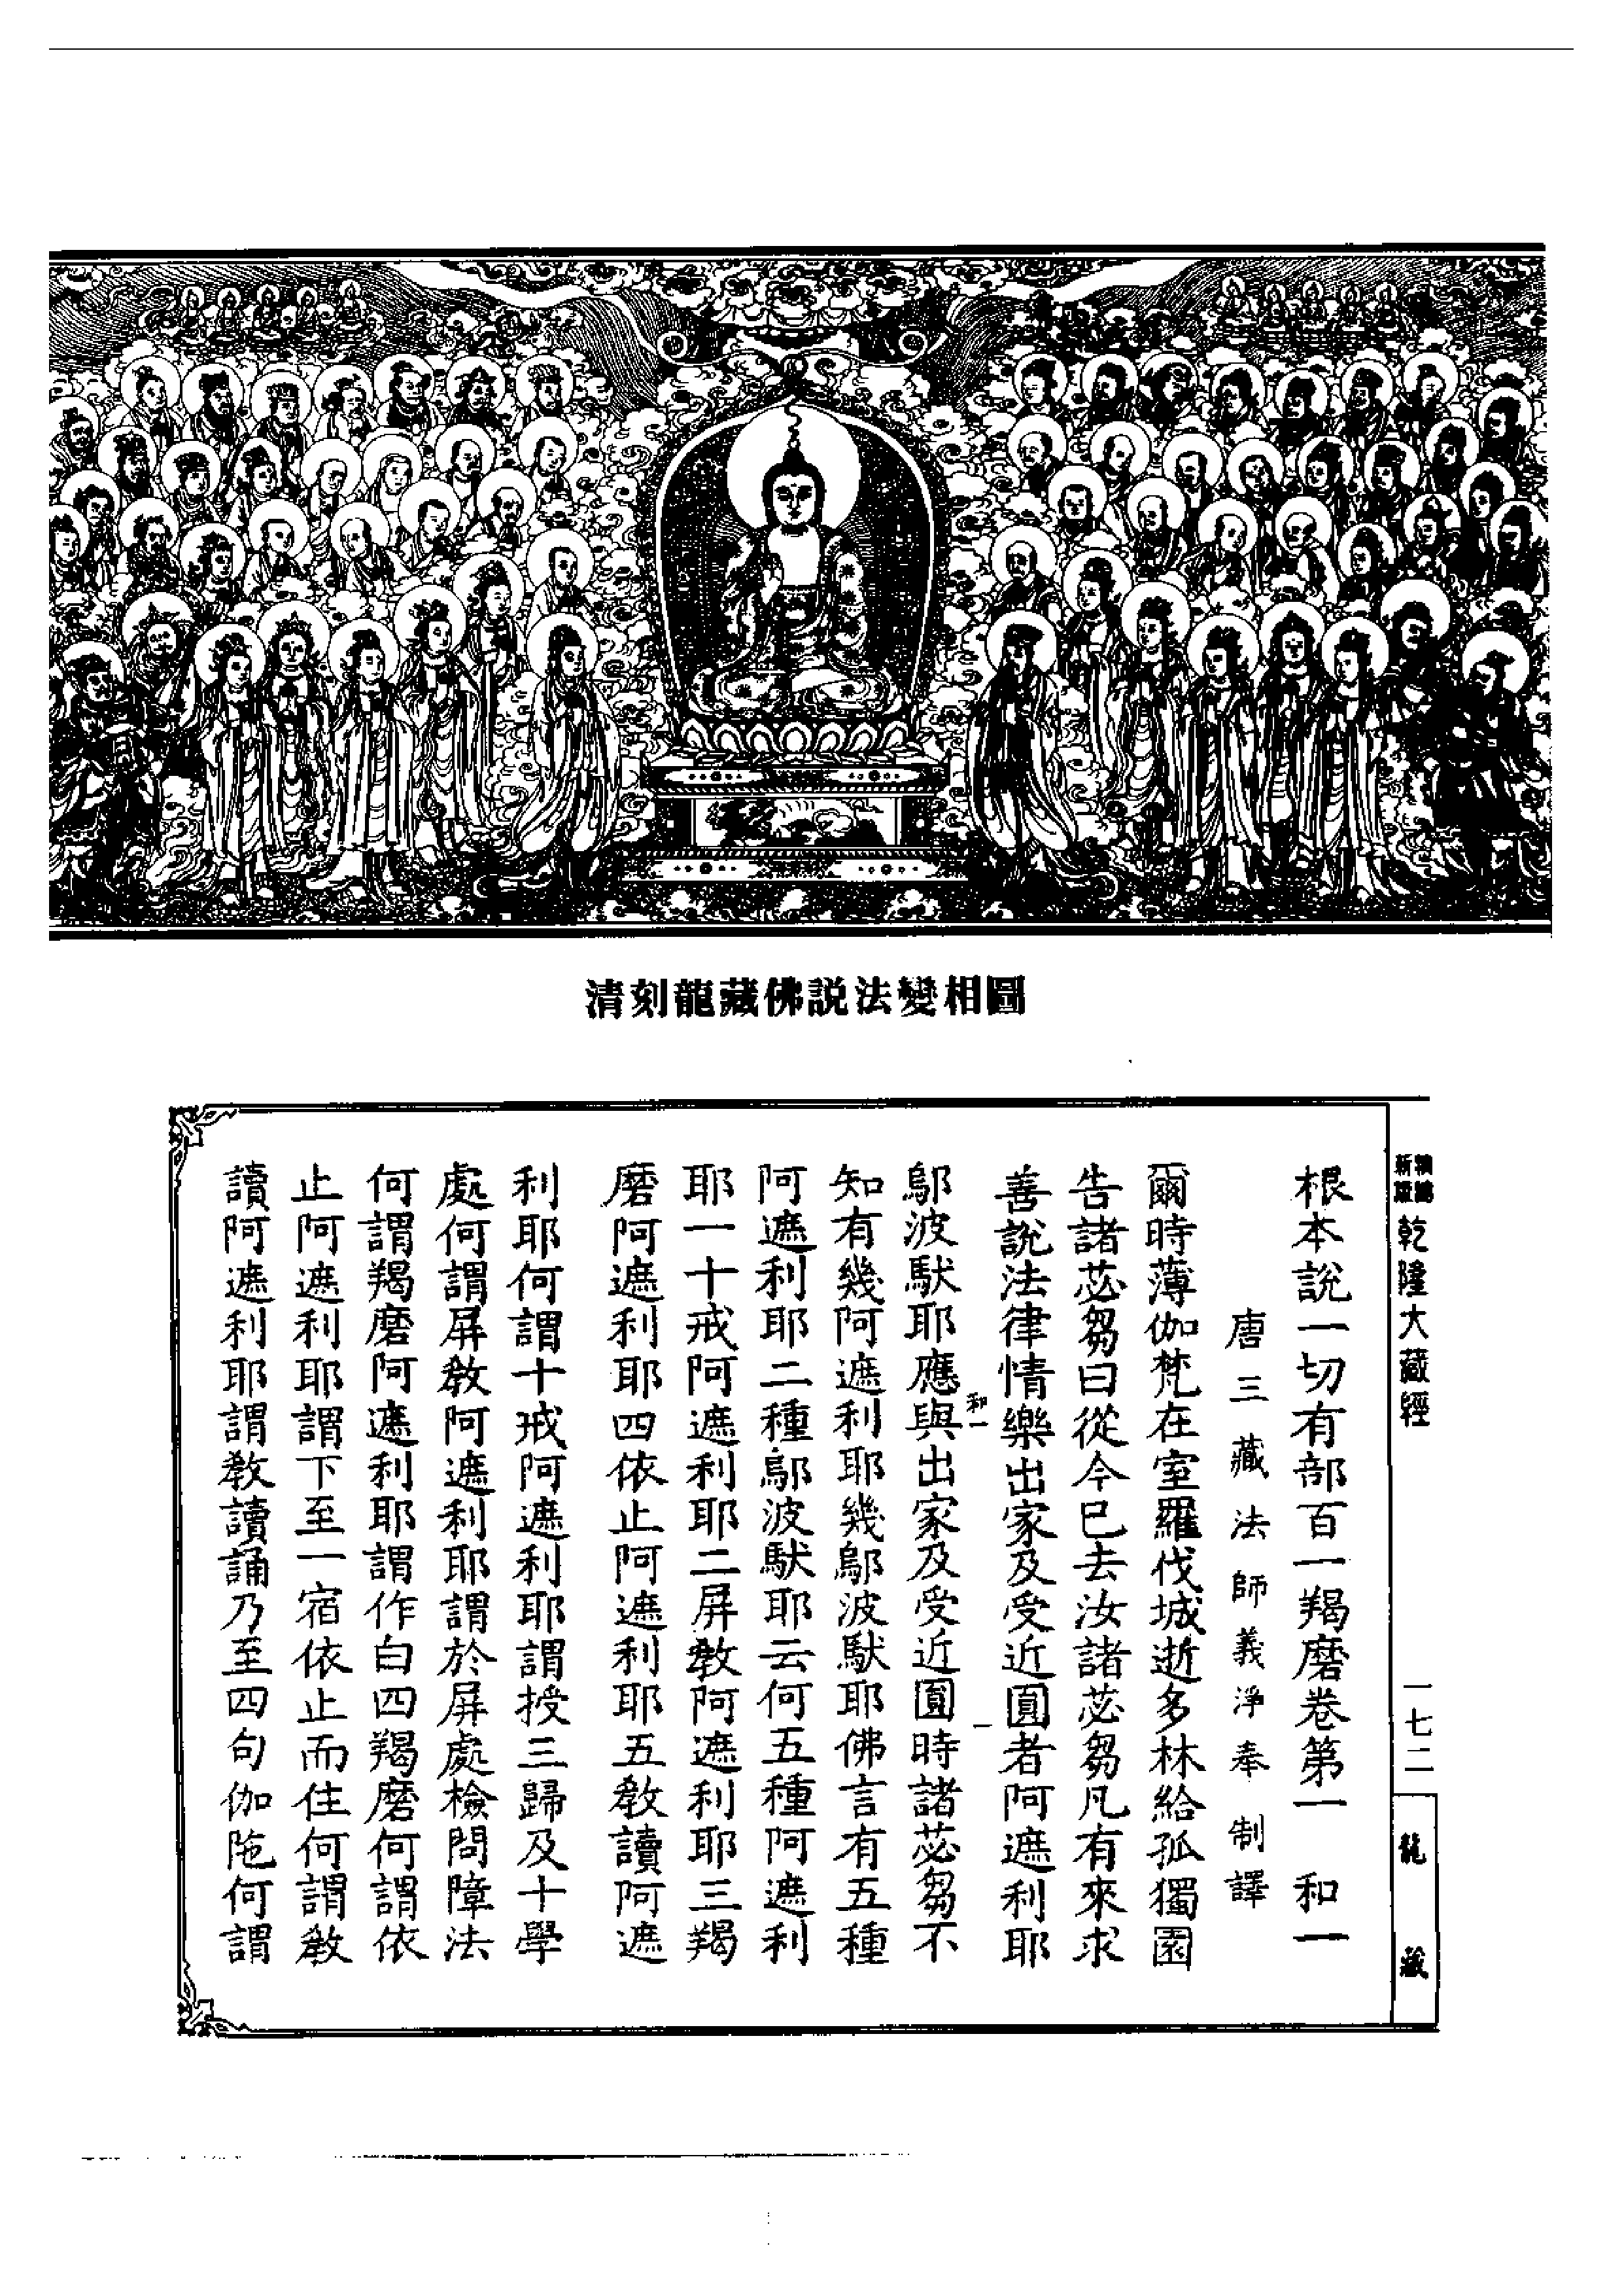 清刻龍藏佛説法變相圖
新版
乾隆大藏經
一七二
龍藏
根本說一切有部百一羯磨卷第一 和一
唐三藏法師義淨奉 制譯
爾時薄伽梵在室羅伐城逝多林給孤獨園
告諸苾芻曰從今已去汝諸苾芻凡有來求
善說法律情樂出家及受近圓者阿遮利耶
和一 一
鄔波馱耶應與出家及受近圓時諸苾芻不
知有幾阿遮利耶幾鄔波馱耶佛言有五種
阿遮利耶二種鄔波馱耶云何五種阿遮利
耶一十戒阿遮利耶二屏教阿遮利耶三羯
磨阿遮利耶四依止阿遮利耶五教讀阿遮
利耶何謂十戒阿遮利耶謂授三歸及十學
處何謂屏教阿遮利耶謂於屏處檢問障法
何謂羯磨阿遮利耶謂作白四羯磨何謂依
止阿遮利耶謂下至一宿依止而住何謂教
讀阿遮利耶謂教讀誦乃至四句伽陁何謂